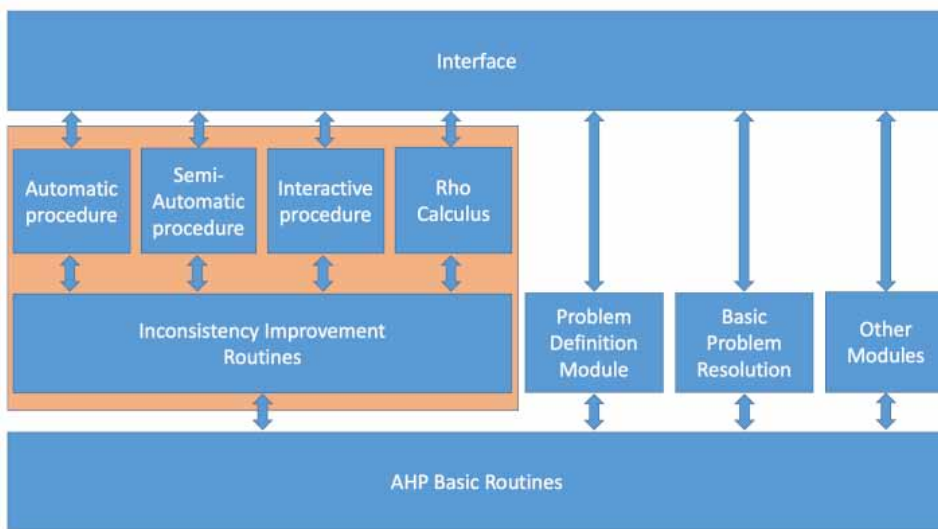 Interface
Automatic
procedure
Semi-
Automatic
procedure
Interactive
procedure
Rho
Calculus
Inconsistency Improvement
Routines
Problem
Definition
Module
Basic
Problem
Resolution
Other
Modules
AHP Basic Routines